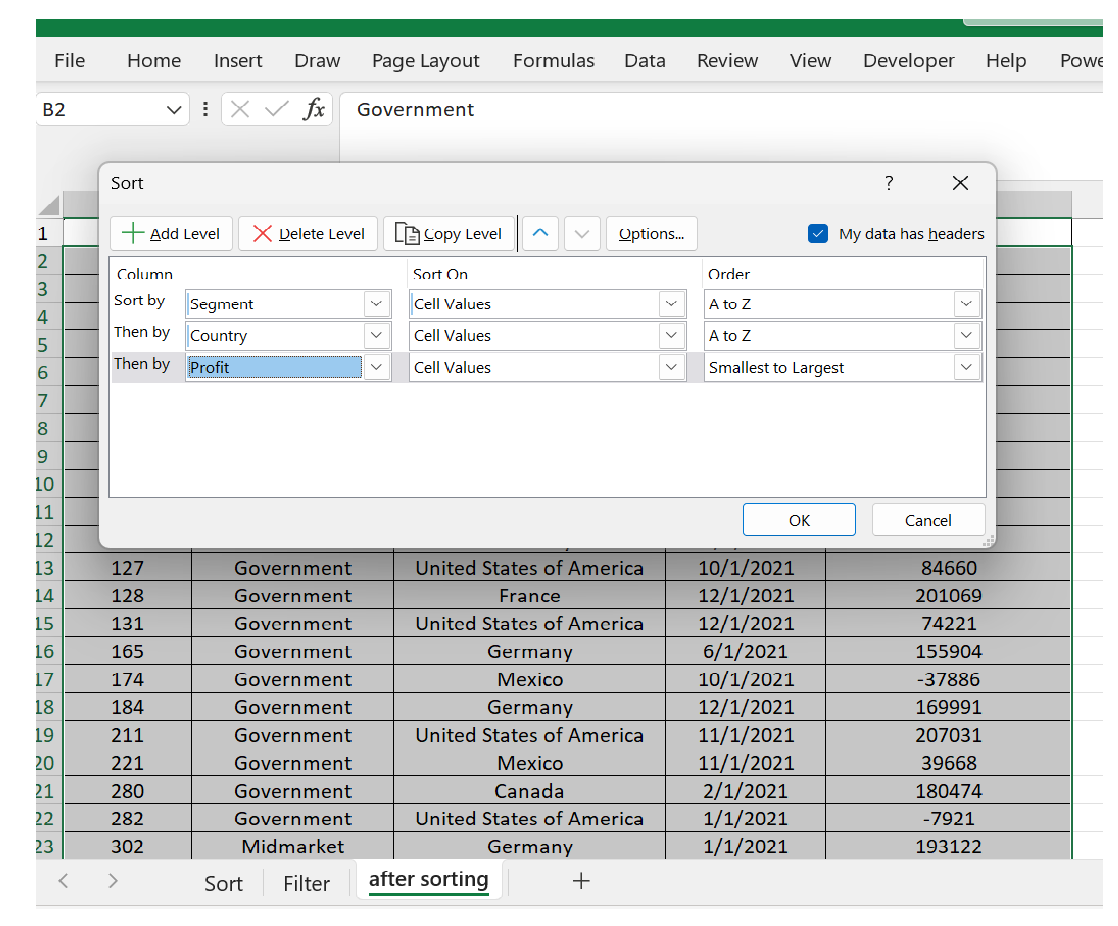 File Home Insert Draw Page Layout Formulas Data Review View Developer Help Powe
B2 fx Government
Sort ?
Add Level Delete Level Copy Level Options... My data has headers
Column Sort On Order
Sort by Segment Cell Values A to Z
Then by Country Cell Values A to Z
Then by Profit Cell Values Smallest to Largest
OK Cancel
1
2
3
4
5
6
7
8
9
10
11
12
13 127 Government United States of America 10/1/2021 84660
14 128 Government France 12/1/2021 201069
15 131 Government United States of America 12/1/2021 74221
16 165 Government Germany 6/1/2021 155904
17 174 Government Mexico 10/1/2021 -37886
18 184 Government Germany 12/1/2021 169991
19 211 Government United States of America 11/1/2021 207031
20 221 Government Mexico 11/1/2021 39668
21 280 Government Canada 2/1/2021 180474
22 282 Government United States of America 1/1/2021 -7921
23 302 Midmarket Germany 1/1/2021 193122
Sort Filter after sorting